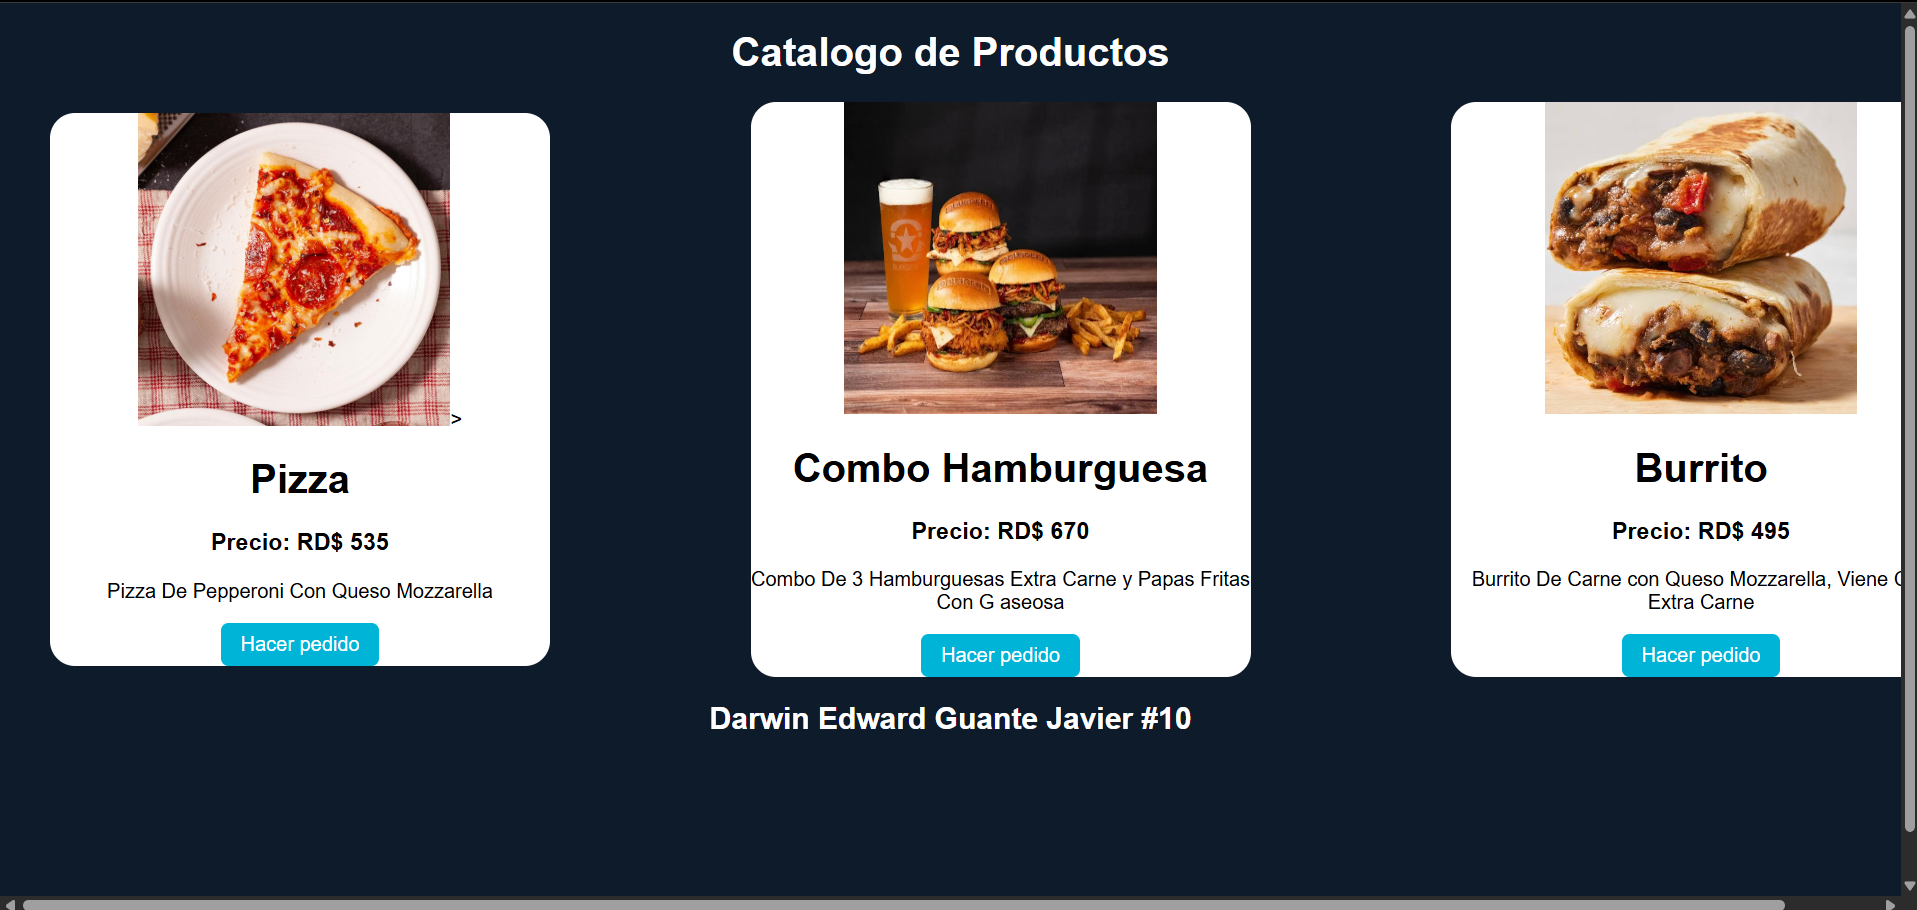 Catalogo de Productos
>
Pizza
Precio: RD$ 535
Pizza De Pepperoni Con Queso Mozzarella
Hacer pedido
Combo Hamburguesa
Precio: RD$ 670
Combo De 3 Hamburguesas Extra Carne y Papas Fritas
Con G aseosa
Hacer pedido
Burrito
Precio: RD$ 495
Burrito De Carne con Queso Mozzarella, Viene
Extra Carne
Hacer pedido
Darwin Edward Guante Javier #10